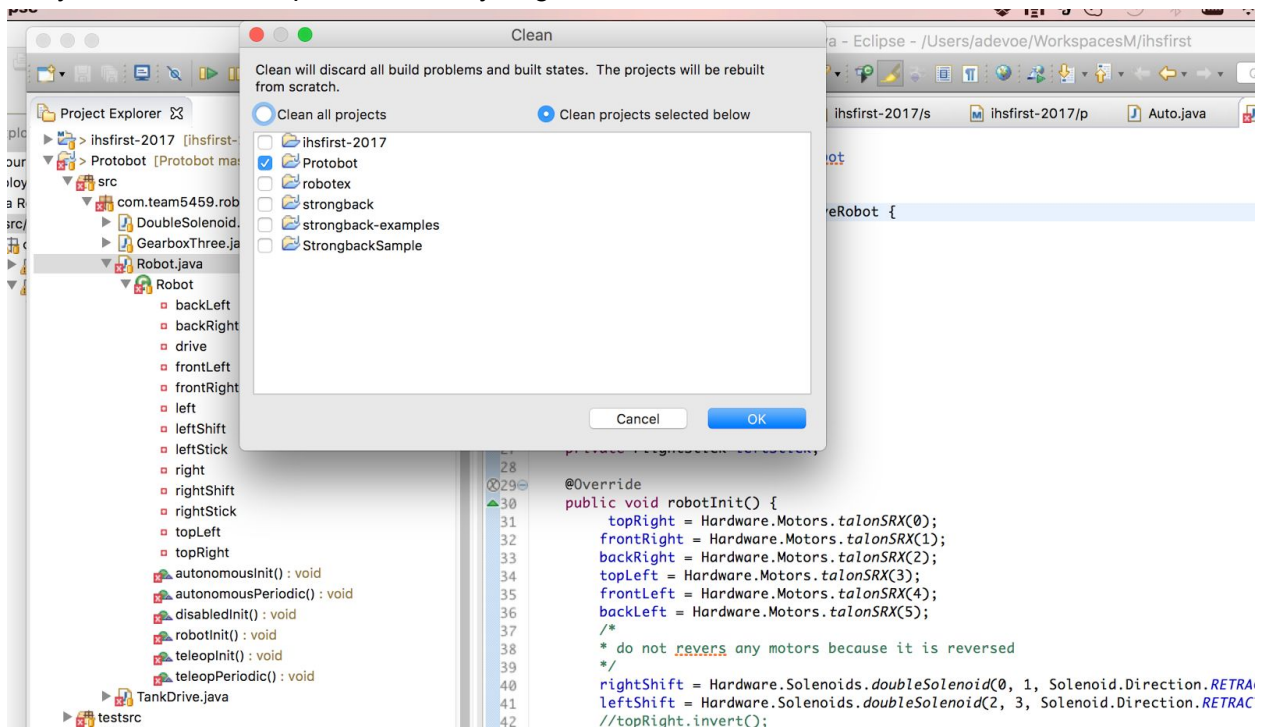 Clean
va - Eclipse - /Users/adevoe/WorkspacesM/ihsfirst
Clean will discard all build problems and built states. The projects will be rebuilt
from scratch.
Clean all projects
Clean projects selected below
ihsfirst-2017
Protobot
robotex
strongback
strongback-examples
StrongbackSample
Cancel
OK
Project Explorer
> ihsfirst-2017 [ihsfirst-
> Protobot [Protobot mas
src
com.team5459.rob
DoubleSolenoid.
GearboxThree.ja
Robot.java
Robot
backLeft
backRight
drive
frontLeft
frontRight
left
leftShift
leftStick
right
rightShift
rightStick
topLeft
topRight
autonomousInit() : void
autonomousPeriodic() : void
disabledInit() : void
robotInit() : void
teleopInit() : void
teleopPeriodic() : void
TankDrive.java
testsrc
ihsfirst-2017/s
ihsfirst-2017/p
Auto.java
ot
veRobot {
28
29 @Override
30 public void robotInit() {
31 topRight = Hardware.Motors.talonSRX(0);
32 frontRight = Hardware.Motors.talonSRX(1);
33 backRight = Hardware.Motors.talonSRX(2);
34 topLeft = Hardware.Motors.talonSRX(3);
35 frontLeft = Hardware.Motors.talonSRX(4);
36 backLeft = Hardware.Motors.talonSRX(5);
37 /*
38 * do not revers any motors because it is reversed
39 */
40 rightShift = Hardware.Solenoids.doubleSolenoid(0, 1, Solenoid.Direction.RETRA
41 leftShift = Hardware.Solenoids.doubleSolenoid(2, 3, Solenoid.Direction.RETRAC
42 //topRight.invert();